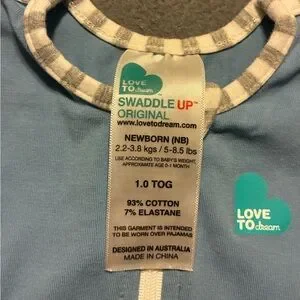 LOVE
TO dream
SWADDLE UP™
ORIGINAL
www.lovetodream.com
NEWBORN (NB)
2.2-3.8 kgs / 5-8.5 lbs
USE ACCORDING TO BABY'S WEIGHT
APPROXIMATE AGE 0-1 MONTH
1.0 TOG
93% COTTON
7% ELASTANE
THIS GARMENT IS INTENDED
TO BE WORN OVER PAJAMAS
DESIGNED IN AUSTRALIA
MADE IN CHINA
LOVE
TO dream